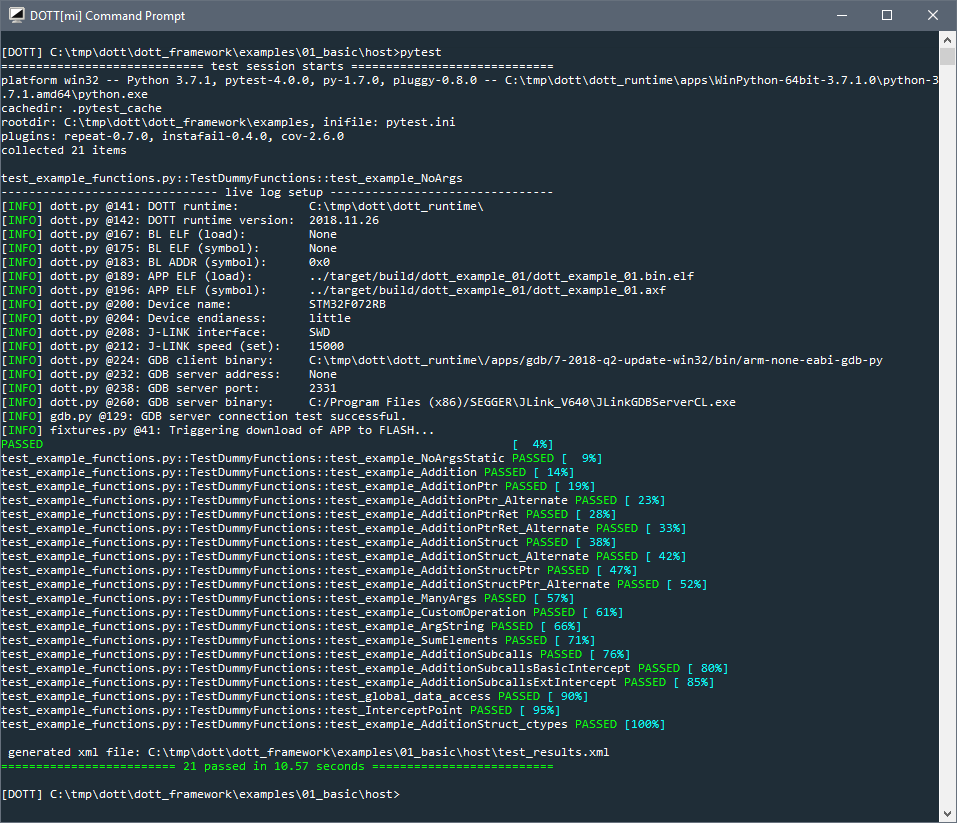 DOTT[mi] Command Prompt
[DOTT] C:\tmp\dott\dott_framework\examples\01_basic\host>pytest
============================= test session starts =============================
platform win32 -- Python 3.7.1, pytest-4.0.0, py-1.7.0, pluggy-0.8.0 -- C:\tmp\dott\dott_runtime\apps\WinPython-64bit-3.7.1.0\python-3
.7.1.amd64\python.exe
cachedir: .pytest_cache
rootdir: C:\tmp\dott\dott_framework\examples, inifile: pytest.ini
plugins: repeat-0.7.0, instafail-0.4.0, cov-2.6.0
collected 21 items
test_example_functions.py::TestDummyFunctions::test_example_NoArgs
------------------------------- live log setup --------------------------------
[INFO] dott.py @141: DOTT runtime:          C:\tmp\dott\dott_runtime\
[INFO] dott.py @142: DOTT runtime version:  2018.11.26
[INFO] dott.py @167: BL ELF (load):         None
[INFO] dott.py @175: BL ELF (symbol):       None
[INFO] dott.py @183: BL ADDR (symbol):      0x0
[INFO] dott.py @189: APP ELF (load):        ../target/build/dott_example_01/dott_example_01.bin.elf
[INFO] dott.py @196: APP ELF (symbol):      ../target/build/dott_example_01/dott_example_01.axf
[INFO] dott.py @200: Device name:           STM32F072RB
[INFO] dott.py @204: Device endianess:      little
[INFO] dott.py @208: J-LINK interface:      SWD
[INFO] dott.py @212: J-LINK speed (set):    15000
[INFO] dott.py @224: GDB client binary:     C:\tmp\dott\dott_runtime\/apps/gdb/7-2018-q2-update-win32/bin/arm-none-eabi-gdb-py
[INFO] dott.py @232: GDB server address:    None
[INFO] dott.py @238: GDB server port:       2331
[INFO] dott.py @260: GDB server binary:     C:/Program Files (x86)/SEGGER\JLink_V640\JLinkGDBServerCL.exe
[INFO] gdb.py @129: GDB server connection test successful.
[INFO] fixtures.py @41: Triggering download of APP to FLASH...
PASSED                                                                   [  4%]
test_example_functions.py::TestDummyFunctions::test_example_NoArgsStatic PASSED [  9%]
test_example_functions.py::TestDummyFunctions::test_example_Addition PASSED [ 14%]
test_example_functions.py::TestDummyFunctions::test_example_AdditionPtr PASSED [ 19%]
test_example_functions.py::TestDummyFunctions::test_example_AdditionPtr_Alternate PASSED [ 23%]
test_example_functions.py::TestDummyFunctions::test_example_AdditionPtrRet PASSED [ 28%]
test_example_functions.py::TestDummyFunctions::test_example_AdditionPtrRet_Alternate PASSED [ 33%]
test_example_functions.py::TestDummyFunctions::test_example_AdditionStruct PASSED [ 38%]
test_example_functions.py::TestDummyFunctions::test_example_AdditionStruct_Alternate PASSED [ 42%]
test_example_functions.py::TestDummyFunctions::test_example_AdditionStructPtr PASSED [ 47%]
test_example_functions.py::TestDummyFunctions::test_example_AdditionStructPtr_Alternate PASSED [ 52%]
test_example_functions.py::TestDummyFunctions::test_example_ManyArgs PASSED [ 57%]
test_example_functions.py::TestDummyFunctions::test_example_CustomOperation PASSED [ 61%]
test_example_functions.py::TestDummyFunctions::test_example_ArgString PASSED [ 66%]
test_example_functions.py::TestDummyFunctions::test_example_SumElements PASSED [ 71%]
test_example_functions.py::TestDummyFunctions::test_example_AdditionSubcalls PASSED [ 76%]
test_example_functions.py::TestDummyFunctions::test_example_AdditionSubcallsBasicIntercept PASSED [ 80%]
test_example_functions.py::TestDummyFunctions::test_example_AdditionSubcallsExtIntercept PASSED [ 85%]
test_example_functions.py::TestDummyFunctions::test_global_data_access PASSED [ 90%]
test_example_functions.py::TestDummyFunctions::test_InterceptPoint PASSED [ 95%]
test_example_functions.py::TestDummyFunctions::test_example_AdditionStruct_ctypes PASSED [100%]
generated xml file: C:\tmp\dott\dott_framework\examples\01_basic\host\test_results.xml
========================= 21 passed in 10.57 seconds ==========================
[DOTT] C:\tmp\dott\dott_framework\examples\01_basic\host>